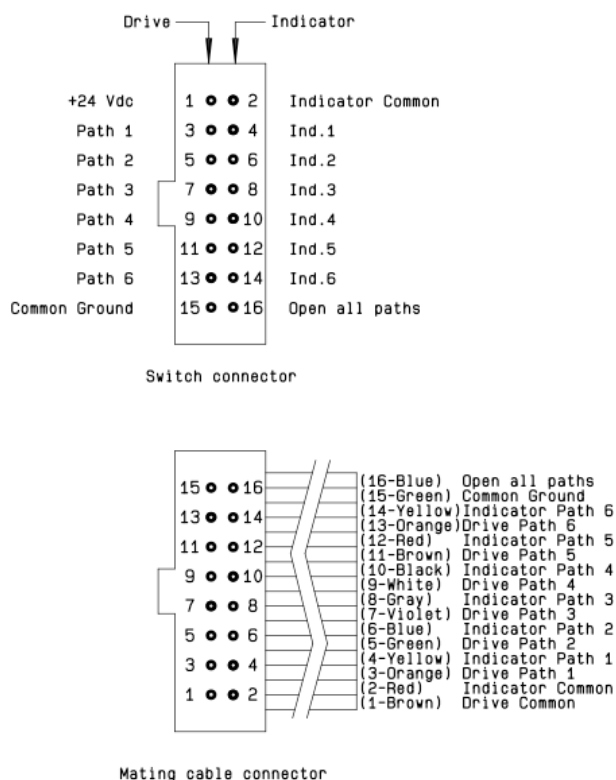 Drive Indicator
+24 Vdc 1 2 Indicator Common
Path 1 3 4 Ind.1
Path 2 5 6 Ind.2
Path 3 7 8 Ind.3
Path 4 9 10 Ind.4
Path 5 11 12 Ind.5
Path 6 13 14 Ind.6
Common Ground 15 16 Open all paths
Switch connector
15 16
13 14
11 12
9 10
7 8
5 6
3 4
1 2
(16-Blue) Open all paths
(15-Green) Common Ground
(14-Yellow) Indicator Path 6
(13-Orange) Drive Path 6
(12-Red) Indicator Path 5
(11-Brown) Drive Path 5
(10-Black) Indicator Path 4
(9-White) Drive Path 4
(8-Gray) Indicator Path 3
(7-Violet) Drive Path 3
(6-Blue) Indicator Path 2
(5-Green) Drive Path 2
(4-Yellow) Indicator Path 1
(3-Orange) Drive Path 1
(2-Red) Indicator Common
(1-Brown) Drive Common
Mating cable connector